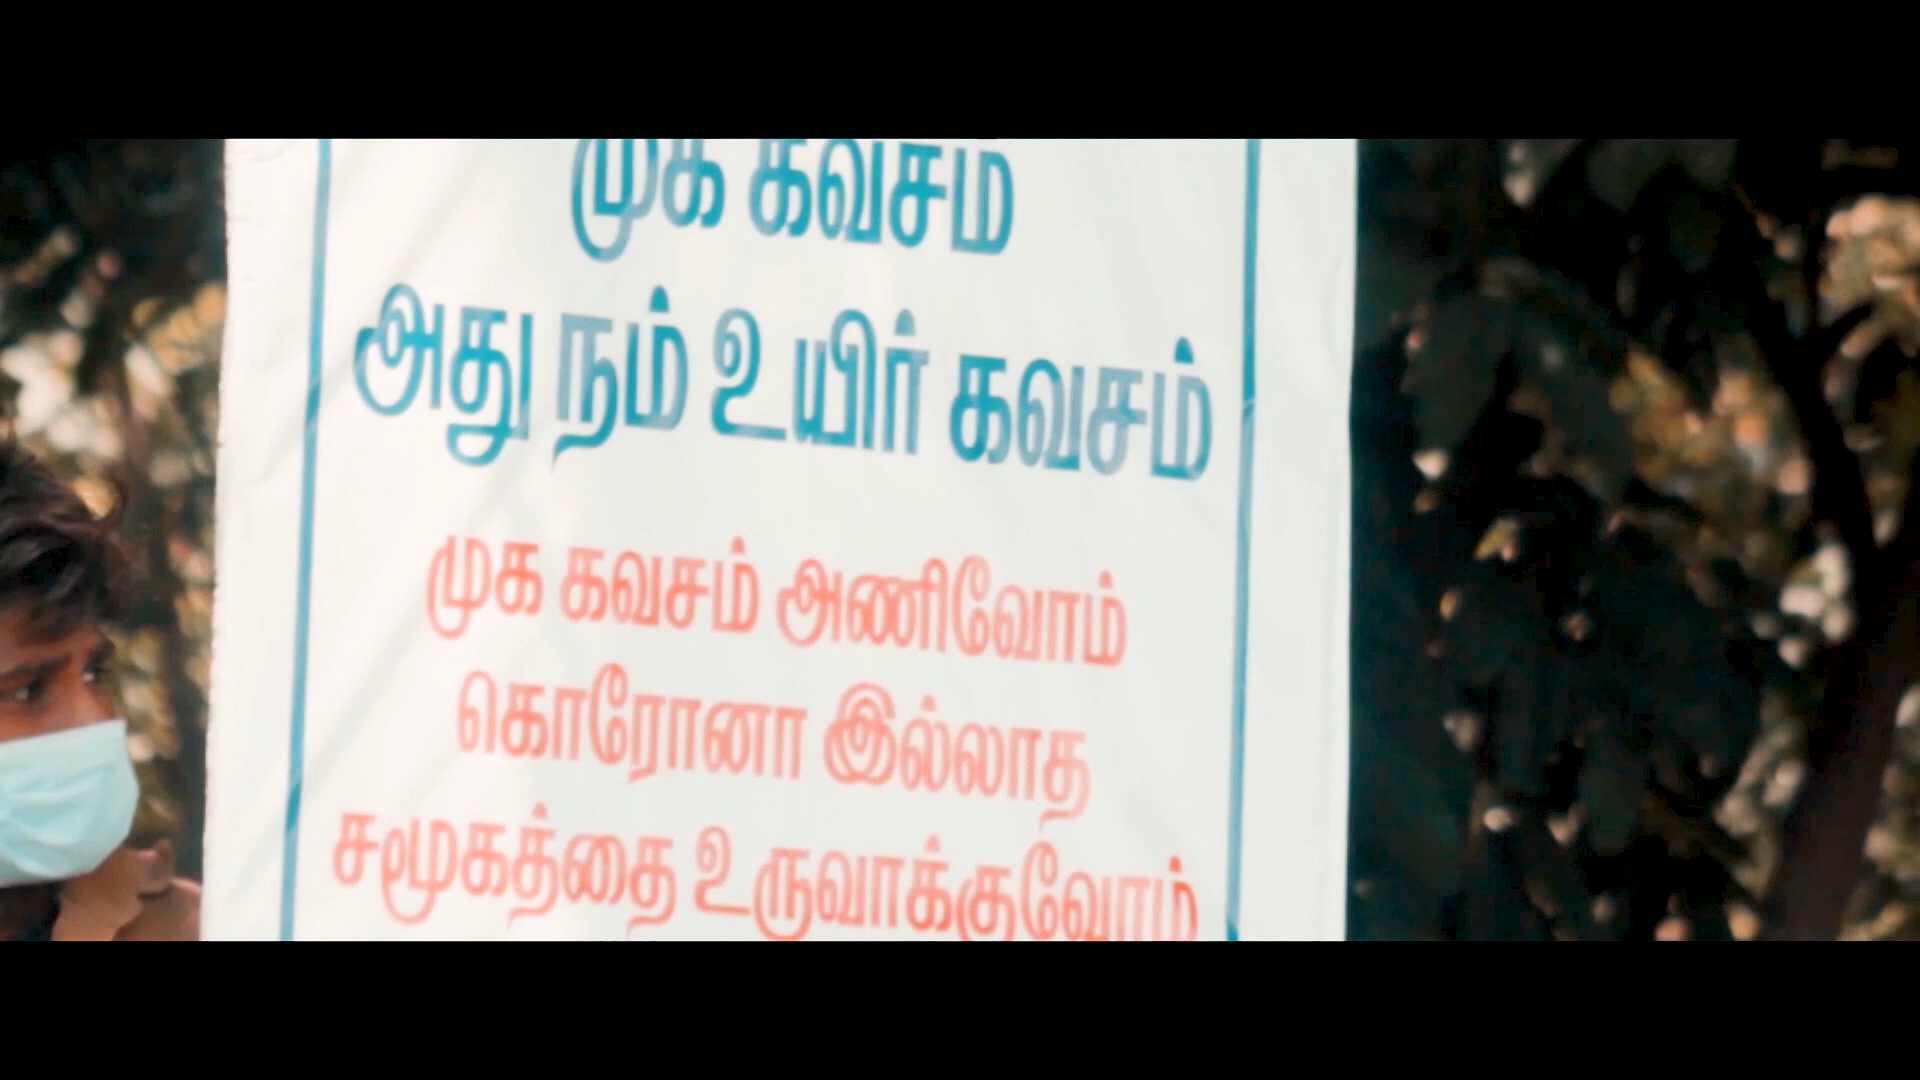 முக கவசம்
அது நம் உயிர் கவசம்
முக கவசம் அணிவோம்
கொரோனா இல்லாத
சமூகத்தை உருவாக்குவோம்